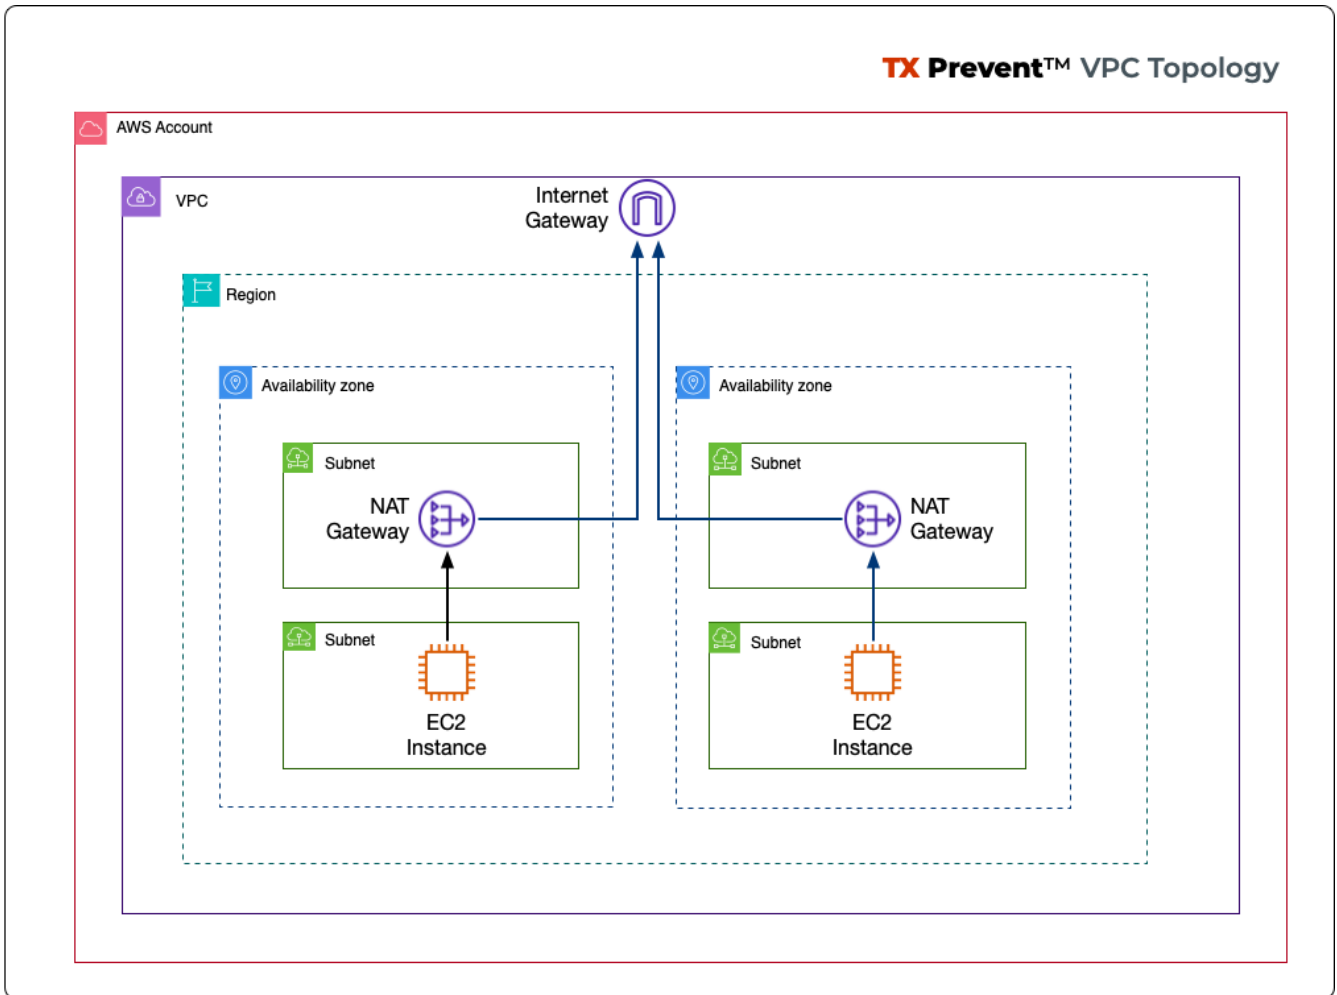 TX Prevent™ VPC Topology
AWS Account
VPC
Internet
Gateway
Region
Availability zone
Availability zone
Subnet
Subnet
NAT
Gateway
NAT
Gateway
Subnet
Subnet
EC2
Instance
EC2
Instance